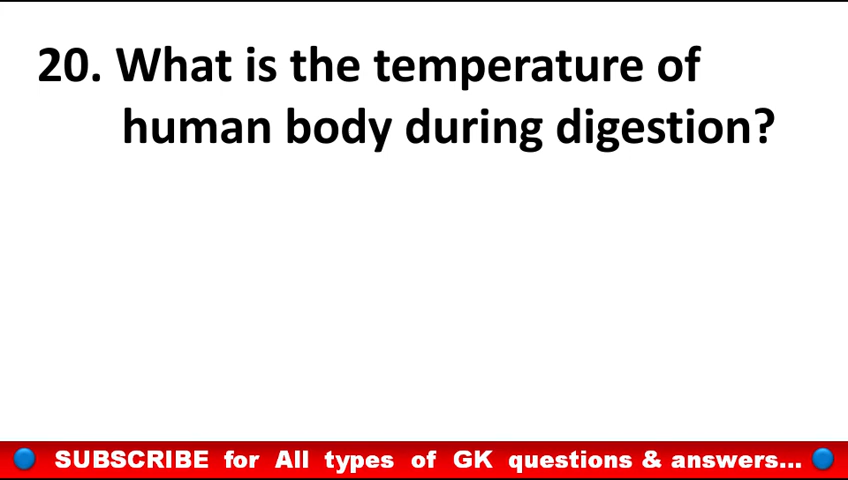 20. What is the temperature of
human body during digestion?
SUBSCRIBE for All types of GK questions & answers...